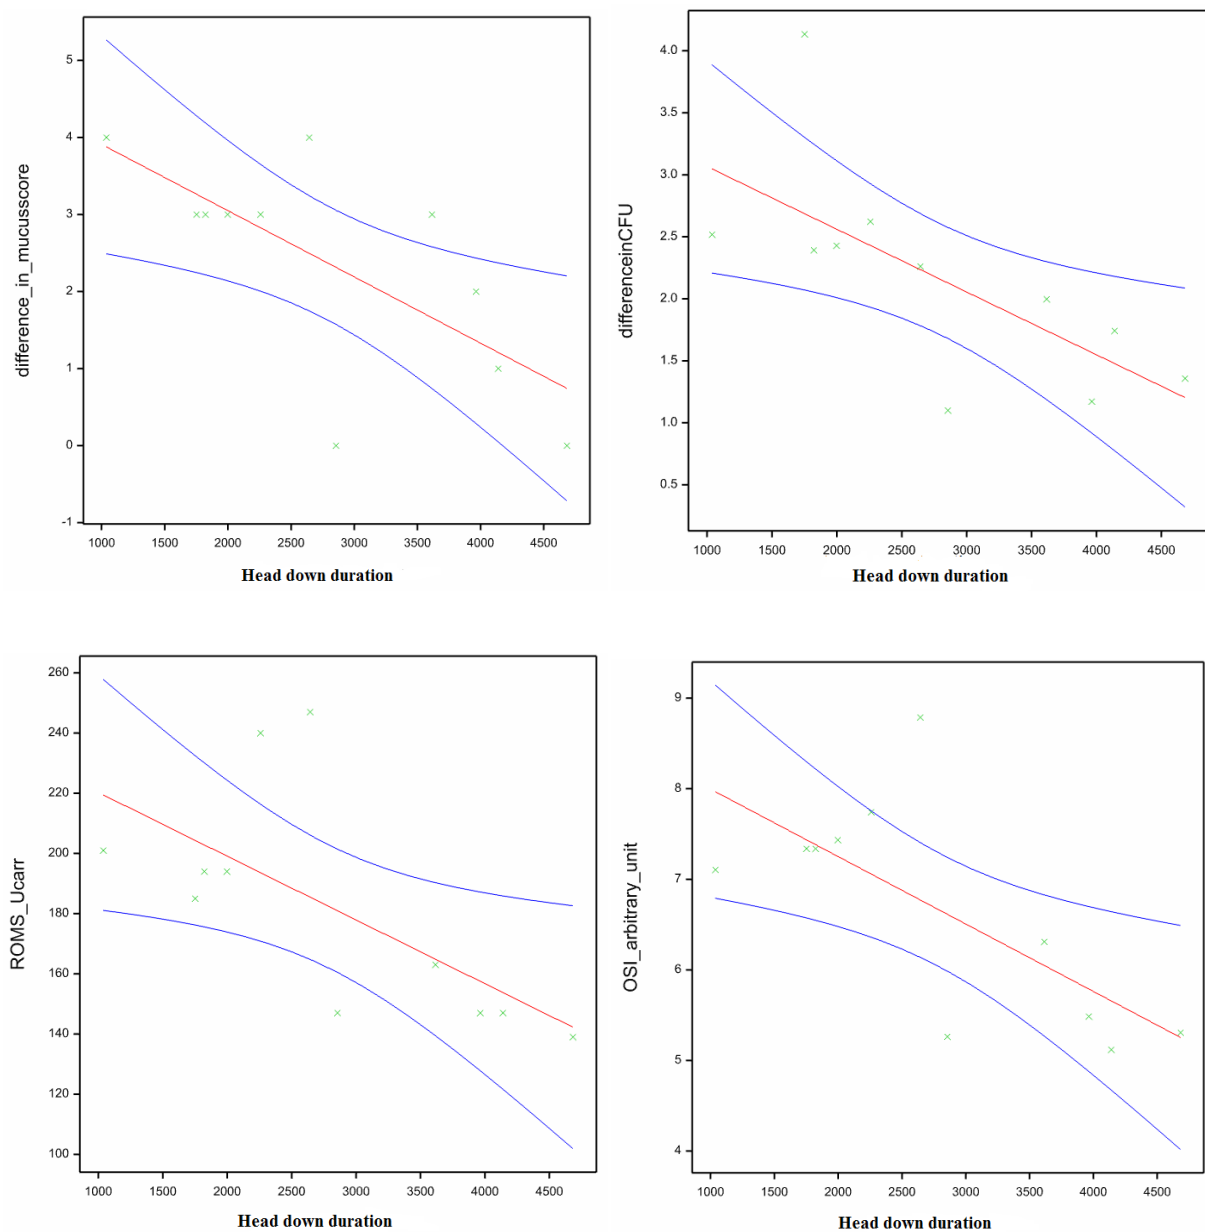 5
4
3
2
1
0
-1
difference_in_mucusscore
1000 1500 2000 2500 3000 3500 4000 4500
Head down duration
4.0
3.5
3.0
2.5
2.0
1.5
1.0
0.5
differenceinCFU
1000 1500 2000 2500 3000 3500 4000 4500
Head down duration
260
240
220
200
180
160
140
120
100
ROMS_Ucarr
1000 1500 2000 2500 3000 3500 4000 4500
Head down duration
9
8
7
6
5
4
OSI_arbitrary_unit
1000 1500 2000 2500 3000 3500 4000 4500
Head down duration